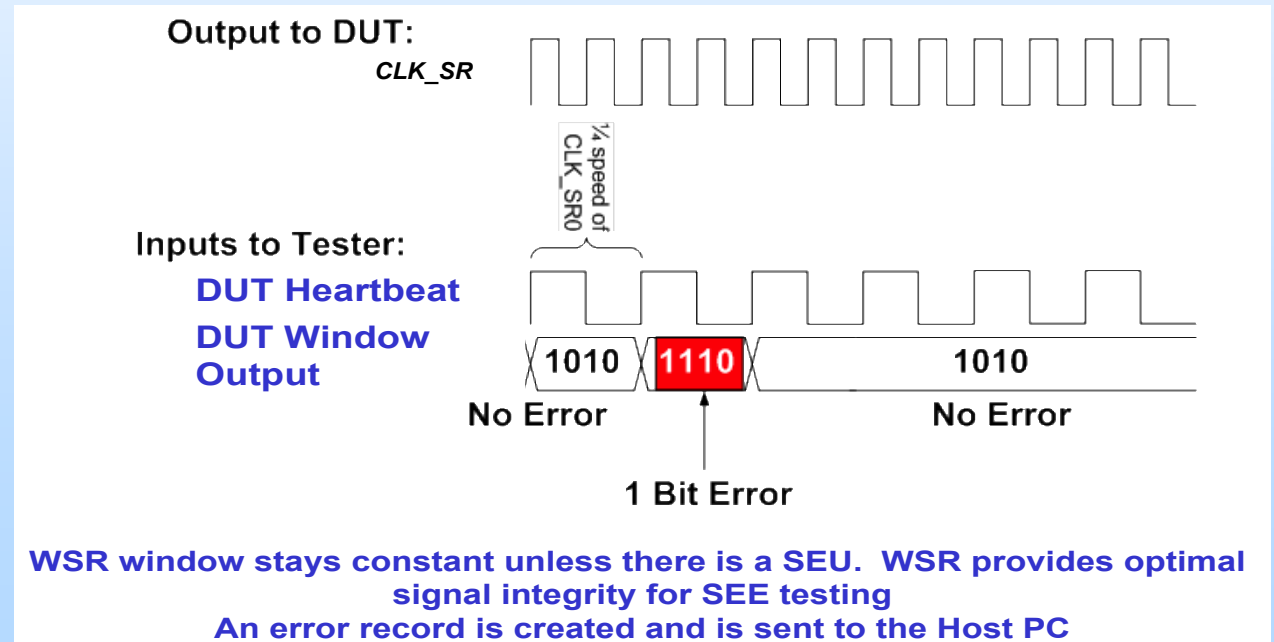 Output to DUT:
CLK_SR
¼ speed of
CLK_SR0
Inputs to Tester:
DUT Heartbeat
DUT Window
Output
1010
1110
1010
No Error
No Error
1 Bit Error
WSR window stays constant unless there is a SEU. WSR provides optimal
signal integrity for SEE testing
An error record is created and is sent to the Host PC